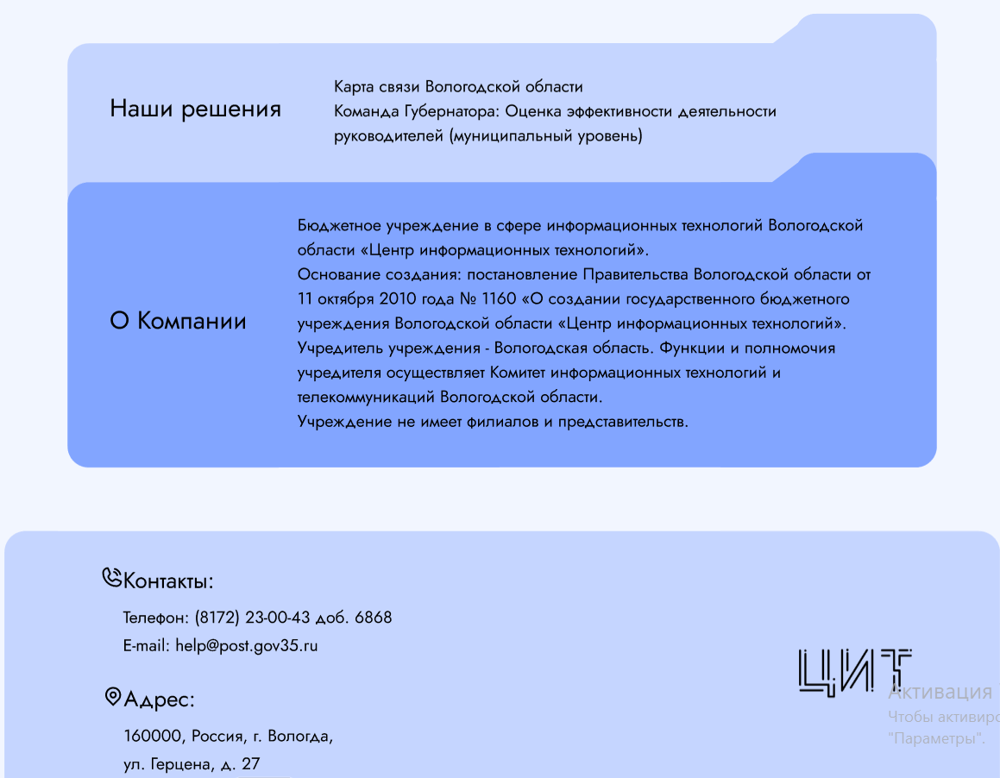 Наши решения
Карта связи Вологодской области
Команда Губернатора: Оценка эффективности деятельности
руководителей (муниципальный уровень)
О Компании
Бюджетное учреждение в сфере информационных технологий Вологодской
области «Центр информационных технологий».
Основание создания: постановление Правительства Вологодской области от
11 октября 2010 года № 1160 «О создании государственного бюджетного
учреждения Вологодской области «Центр информационных технологий».
Учредитель учреждения - Вологодская область. Функции и полномочия
учредителя осуществляет Комитет информационных технологий и
телекоммуникаций Вологодской области.
Учреждение не имеет филиалов и представительств.
Контакты:
Телефон: (8172) 23-00-43 доб. 6868
E-mail: help@post.gov35.ru
Адрес:
160000, Россия, г. Вологда,
ул. Герцена, д. 27
ЦИТ
Активация
Чтобы активиро
"Параметры".